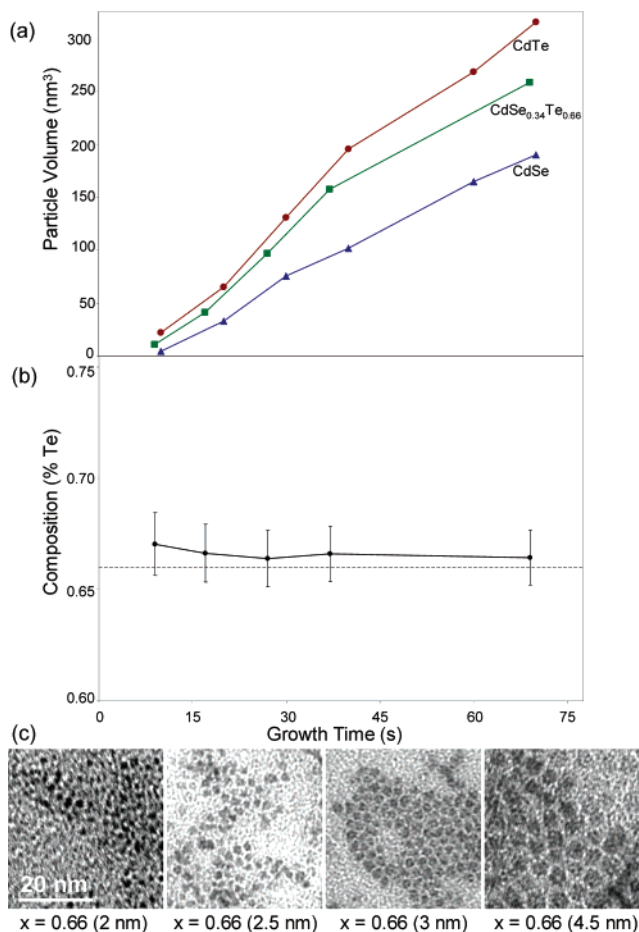 (a)
300
250
200
150
100
50
0
Particle Volume (nm³)
CdTe
CdSe₀.₃₄Te₀.₆₆
CdSe
(b)
0.75
0.70
0.65
0.60
Composition (% Te)
0 15 30 45 60 75
Growth Time (s)
(c)
20 nm
x = 0.66 (2 nm) x = 0.66 (2.5 nm) x = 0.66 (3 nm) x = 0.66 (4.5 nm)